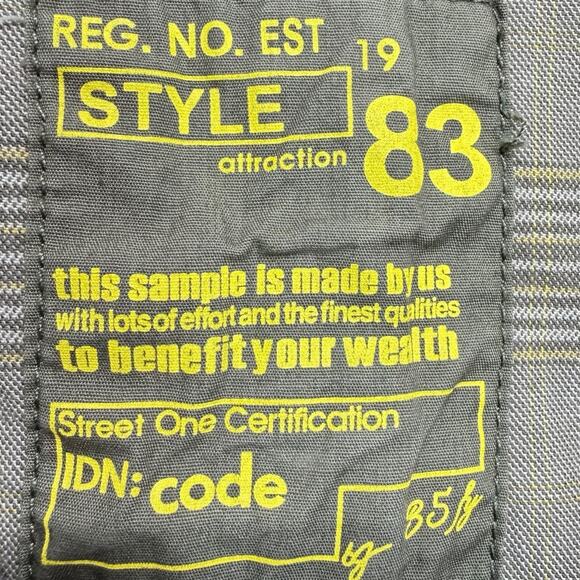 REG. NO. EST 19
STYLE 83
attraction
this sample is made by us
with lots of effort and the finest qualities
to benefit your wealth
Street One Certification
IDN: code
35